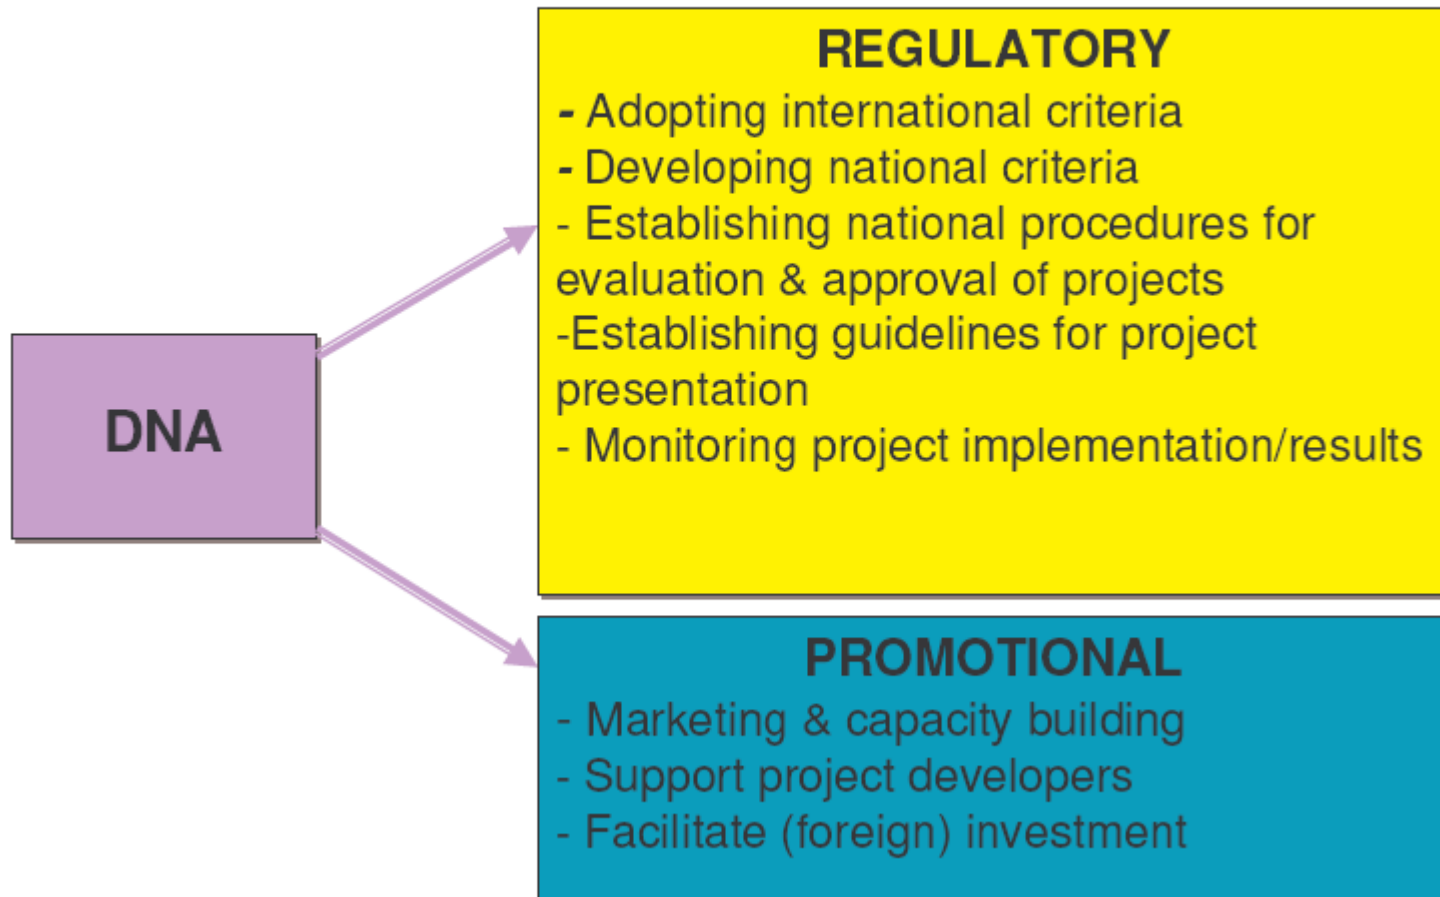 DNA
REGULATORY
- Adopting international criteria
- Developing national criteria
- Establishing national procedures for
evaluation & approval of projects
-Establishing guidelines for project
presentation
- Monitoring project implementation/results
PROMOTIONAL
- Marketing & capacity building
- Support project developers
- Facilitate (foreign) investment